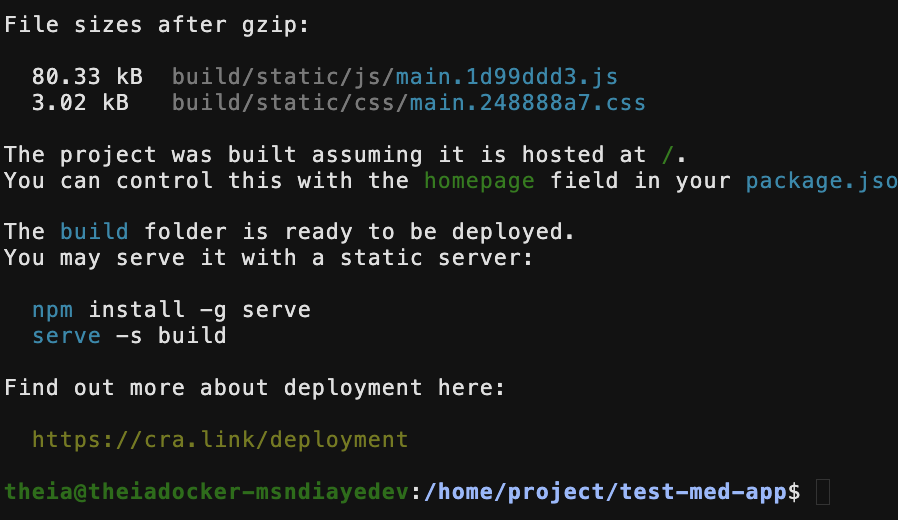 File sizes after gzip:
80.33 kB  build/static/js/main.1d99ddd3.js
3.02 kB   build/static/css/main.248888a7.css
The project was built assuming it is hosted at /.
You can control this with the homepage field in your package.jso
The build folder is ready to be deployed.
You may serve it with a static server:
npm install -g serve
serve -s build
Find out more about deployment here:
https://cra.link/deployment
theia@theiadocker-msndiayedev:/home/project/test-med-app$